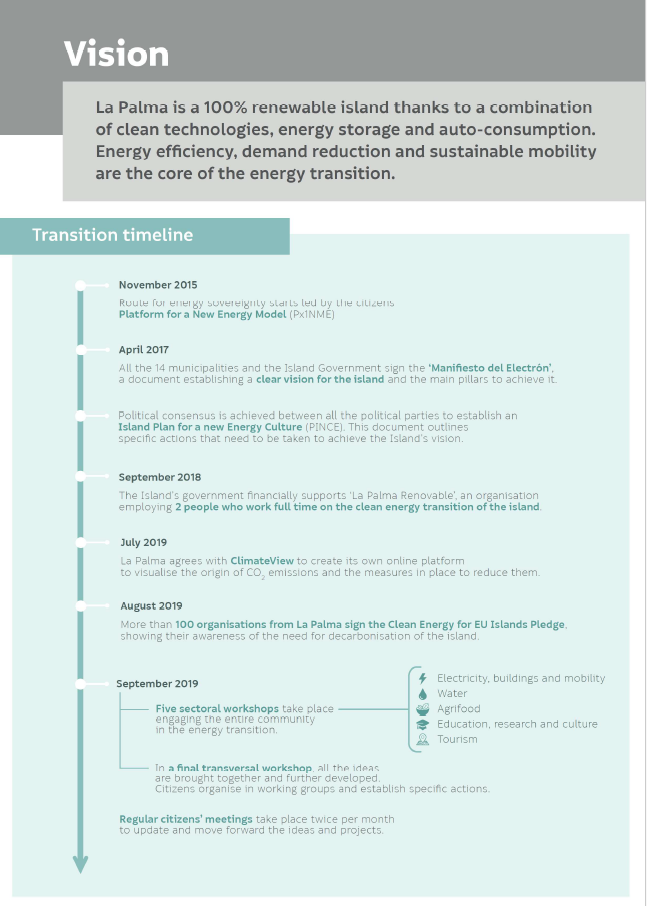 Vision
La Palma is a 100% renewable island thanks to a combination
of clean technologies, energy storage and auto-consumption.
Energy efficiency, demand reduction and sustainable mobility
are the core of the energy transition.
Transition timeline
November 2015
Route for energy sovereignty starts led by the citizens
Platform for a New Energy Model (Px1NME)
April 2017
All the 14 municipalities and the Island Government sign the ‘Manifiesto del Electrón’,
a document establishing a clear vision for the island and the main pillars to achieve it.
Political consensus is achieved between all the political parties to establish an
Island Plan for a new Energy Culture (PINCE). This document outlines
specific actions that need to be taken to achieve the Island’s vision.
September 2018
The Island’s government financially supports ‘La Palma Renovable’, an organisation
employing 2 people who work full time on the clean energy transition of the island.
July 2019
La Palma agrees with ClimateView to create its own online platform
to visualise the origin of CO₂ emissions and the measures in place to reduce them.
August 2019
More than 100 organisations from La Palma sign the Clean Energy for EU Islands Pledge,
showing their awareness of the need for decarbonisation of the island.
September 2019
Five sectoral workshops take place
engaging the entire community
in the energy transition.
Electricity, buildings and mobility
Water
Agrifood
Education, research and culture
Tourism
In a final transversal workshop, all the ideas
are brought together and further developed.
Citizens organise in working groups and establish specific actions.
Regular citizens’ meetings take place twice per month
to update and move forward the ideas and projects.